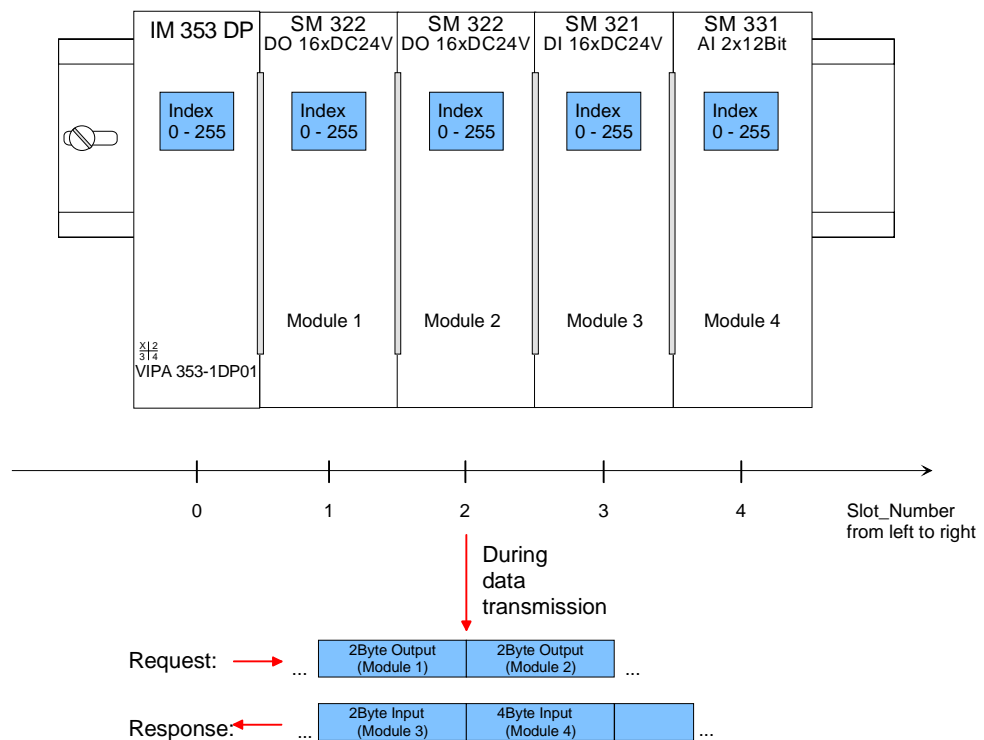 IM 353 DP
SM 322
DO 16xDC24V
SM 322
DO 16xDC24V
SM 321
DI 16xDC24V
SM 331
AI 2x12Bit
Index
0 - 255
Index
0 - 255
Index
0 - 255
Index
0 - 255
Index
0 - 255
Module 1
Module 2
Module 3
Module 4
X 2
3 4
VIPA 353-1DP01
0
1
2
3
4
Slot_Number
from left to right
During
data
transmission
Request:
...
2Byte Output
(Module 1)
2Byte Output
(Module 2)
...
Response:
...
2Byte Input
(Module 3)
4Byte Input
(Module 4)
...